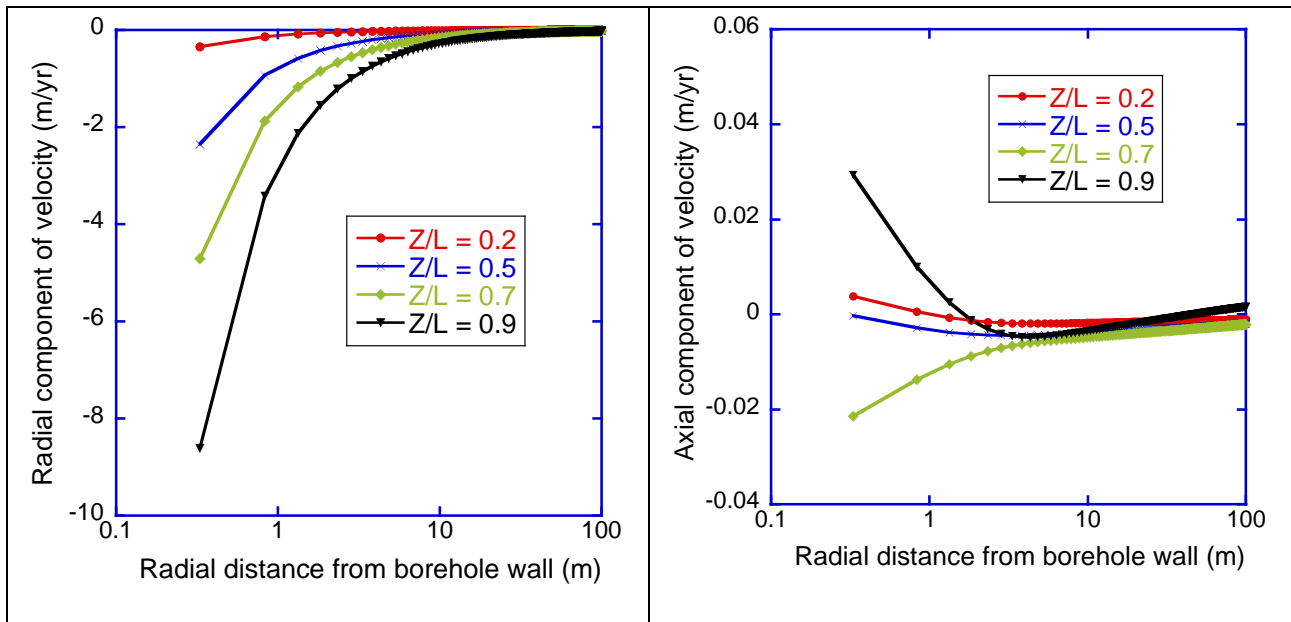 Radial component of velocity (m/yr)
0
-2
-4
-6
-8
-10
0.1
1
10
100
Z/L = 0.2
Z/L = 0.5
Z/L = 0.7
Z/L = 0.9
Radial distance from borehole wall (m)
Axial component of velocity (m/yr)
0.06
0.04
0.02
0
-0.02
-0.04
0.1
1
10
100
Z/L = 0.2
Z/L = 0.5
Z/L = 0.7
Z/L = 0.9
Radial distance from borehole wall (m)